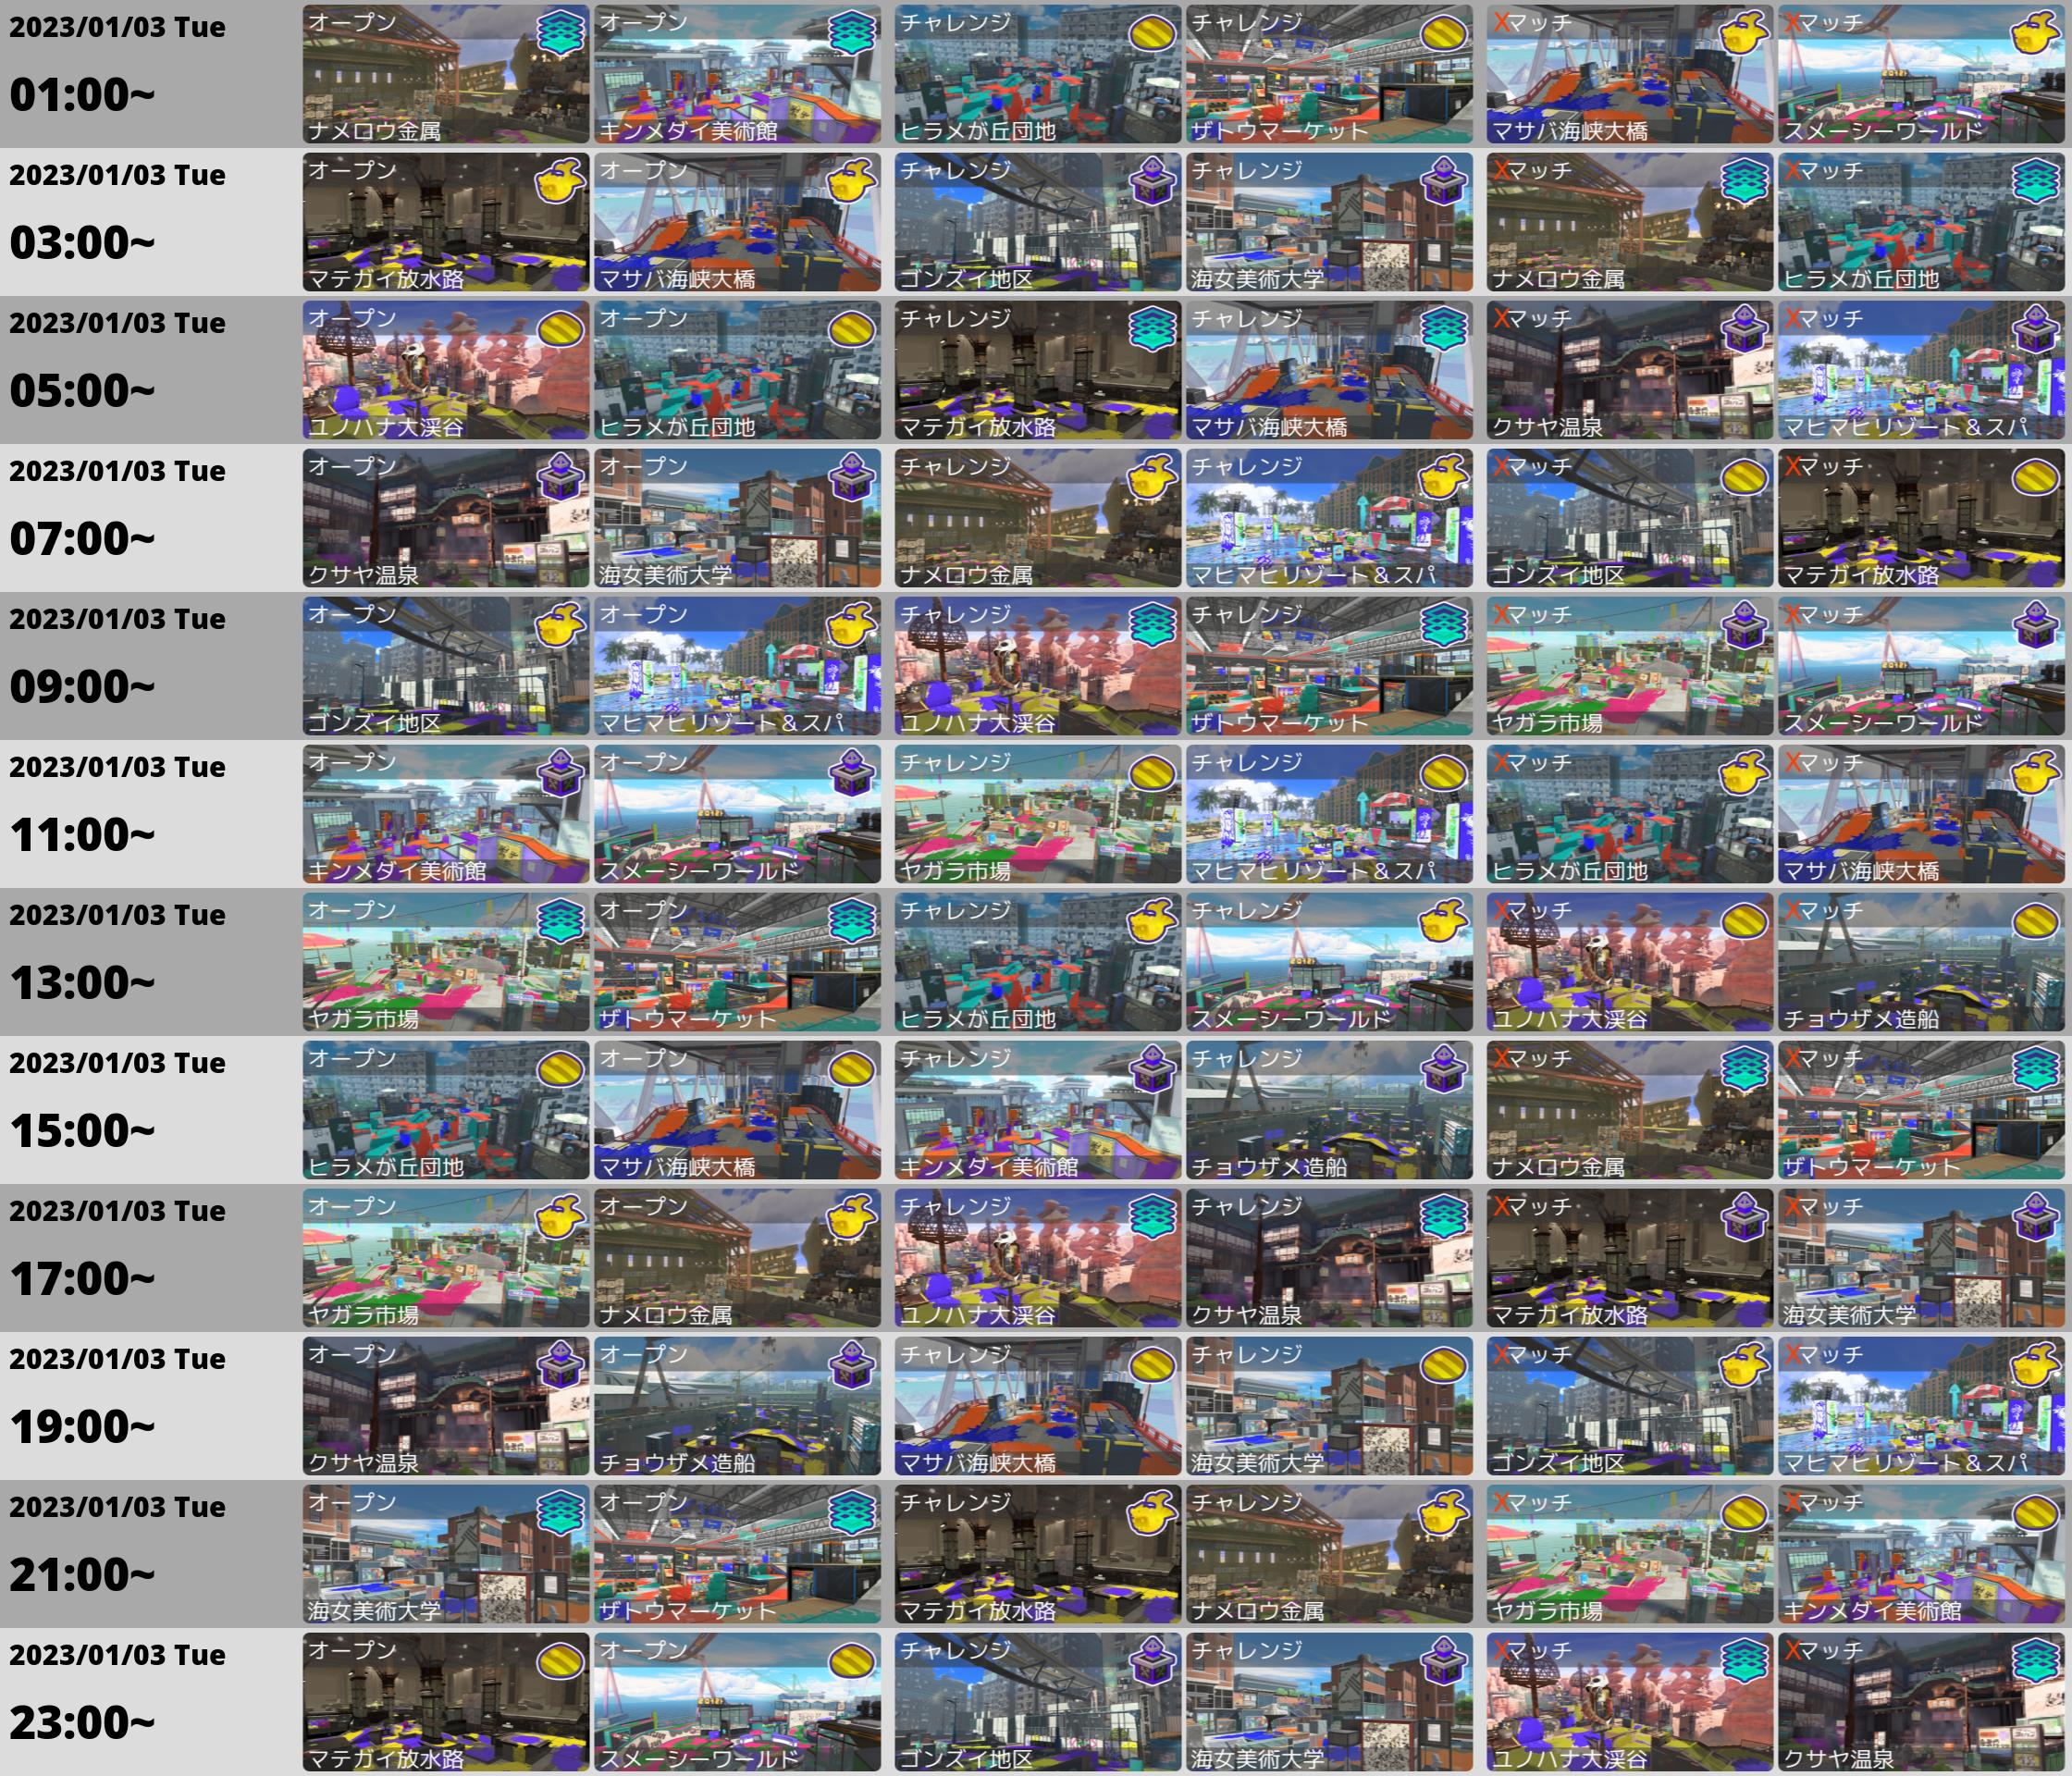 2023/01/03 Tue
01:00~
オープン オープン チャレンジ チャレンジ Xマッチ Xマッチ
ナメロウ金属 キンメダイ美術館 ヒラメが丘団地 ザトウマーケット マサバ海峡大橋 スメーシーワールド
2023/01/03 Tue
03:00~
オープン オープン チャレンジ チャレンジ Xマッチ Xマッチ
マテガイ放水路 マサバ海峡大橋 ゴンズイ地区 海女美術大学 ナメロウ金属 ヒラメが丘団地
2023/01/03 Tue
05:00~
オープン オープン チャレンジ チャレンジ Xマッチ Xマッチ
ユノハナ大渓谷 ヒラメが丘団地 マテガイ放水路 マサバ海峡大橋 クサヤ温泉 マヒマヒリゾート&スパ
2023/01/03 Tue
07:00~
オープン オープン チャレンジ チャレンジ Xマッチ Xマッチ
クサヤ温泉 海女美術大学 ナメロウ金属 マヒマヒリゾート&スパ ゴンズイ地区 マテガイ放水路
2023/01/03 Tue
09:00~
オープン オープン チャレンジ チャレンジ Xマッチ Xマッチ
ゴンズイ地区 マヒマヒリゾート&スパ ユノハナ大渓谷 ザトウマーケット ヤガラ市場 スメーシーワールド
2023/01/03 Tue
11:00~
オープン オープン チャレンジ チャレンジ Xマッチ Xマッチ
キンメダイ美術館 スメーシーワールド ヤガラ市場 マヒマヒリゾート&スパ ヒラメが丘団地 マサバ海峡大橋
2023/01/03 Tue
13:00~
オープン オープン チャレンジ チャレンジ Xマッチ Xマッチ
ヤガラ市場 ザトウマーケット ヒラメが丘団地 スメーシーワールド ユノハナ大渓谷 チョウザメ造船
2023/01/03 Tue
15:00~
オープン オープン チャレンジ チャレンジ Xマッチ Xマッチ
ヒラメが丘団地 マサバ海峡大橋 キンメダイ美術館 チョウザメ造船 ナメロウ金属 ザトウマーケット
2023/01/03 Tue
17:00~
オープン オープン チャレンジ チャレンジ Xマッチ Xマッチ
ヤガラ市場 ナメロウ金属 ユノハナ大渓谷 クサヤ温泉 マテガイ放水路 海女美術大学
2023/01/03 Tue
19:00~
オープン オープン チャレンジ チャレンジ Xマッチ Xマッチ
クサヤ温泉 チョウザメ造船 マサバ海峡大橋 海女美術大学 ゴンズイ地区 マヒマヒリゾート&スパ
2023/01/03 Tue
21:00~
オープン オープン チャレンジ チャレンジ Xマッチ Xマッチ
海女美術大学 ザトウマーケット マテガイ放水路 ナメロウ金属 ヤガラ市場 キンメダイ美術館
2023/01/03 Tue
23:00~
オープン オープン チャレンジ チャレンジ Xマッチ Xマッチ
マテガイ放水路 スメーシーワールド ゴンズイ地区 海女美術大学 ユノハナ大渓谷 クサヤ温泉